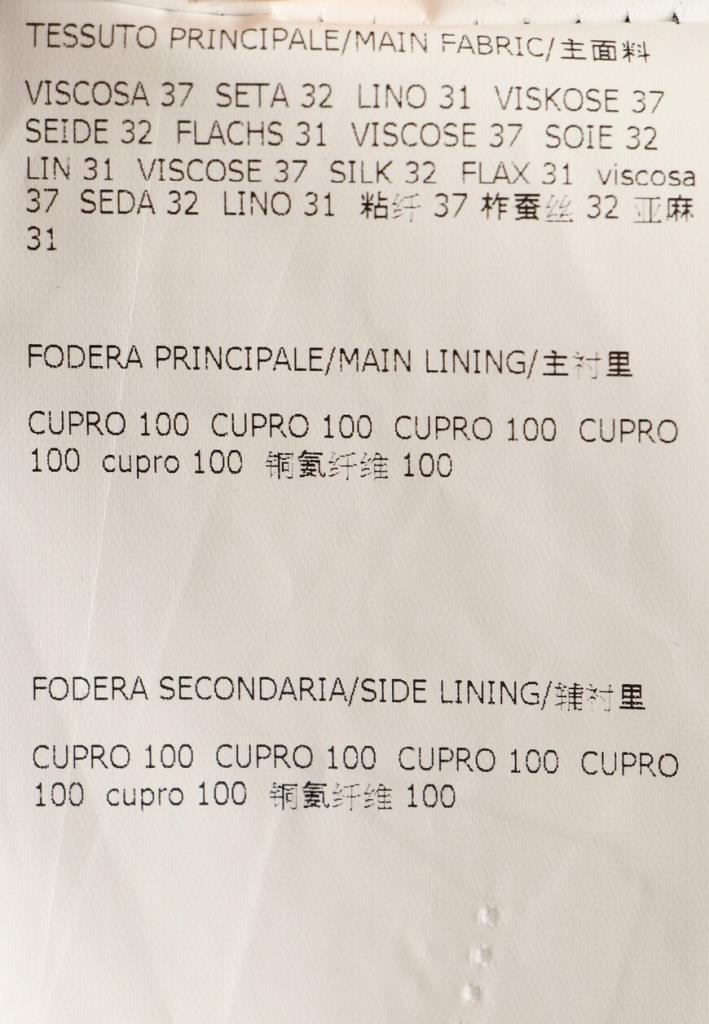 TESSUTO PRINCIPALE/MAIN FABRIC/主面料
VISCOSA 37 SETA 32 LINO 31 VISKOSE 37
SEIDE 32 FLACHS 31 VISCOSE 37 SOIE 32
LIN 31 VISCOSE 37 SILK 32 FLAX 31 viscosa
37 SEDA 32 LINO 31 粘纤 37 柞蚕丝 32 亚麻
31
FODERA PRINCIPALE/MAIN LINING/主衬里
CUPRO 100 CUPRO 100 CUPRO 100 CUPRO
100 cupro 100 铜氨纤维 100
FODERA SECONDARIA/SIDE LINING/辅衬里
CUPRO 100 CUPRO 100 CUPRO 100 CUPRO
100 cupro 100 铜氨纤维 100